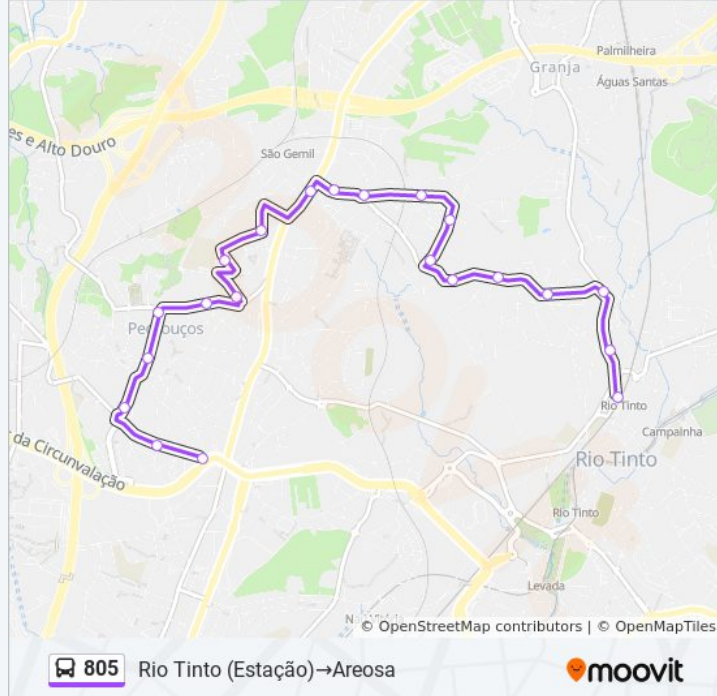 Palmilheira
Granja
Águas Santas
es e Alto Douro
São Gemil
Pedrouços
Rio Tinto
Campainha
da Circunvalação
Rio Tinto
Rio Tinto
Levada
© OpenStreetMap contributors | © OpenMapTiles
805 Rio Tinto (Estação)→Areosa
moovit